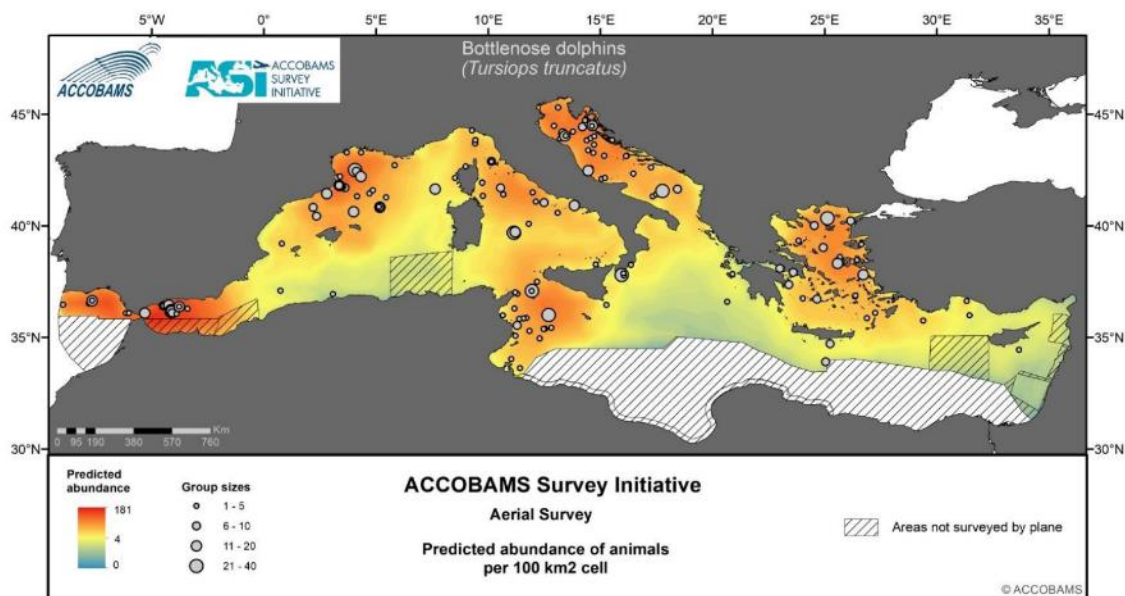 5°W 0° 5°E 10°E 15°E 20°E 25°E 30°E 35°E
Bottlenose dolphins
(Tursiops truncatus)
ACCOBAMS
ASI
ACCOBAMS
SURVEY
INITIATIVE
45°N 45°N
40°N 40°N
35°N 35°N
Km
0 95 190 380 570 760
30°N 30°N
Predicted
abundance
181
4
0
Group sizes
1 - 5
6 - 10
11 - 20
21 - 40
ACCOBAMS Survey Initiative
Aerial Survey
Predicted abundance of animals
per 100 km2 cell
Areas not surveyed by plane
© ACCOBAMS